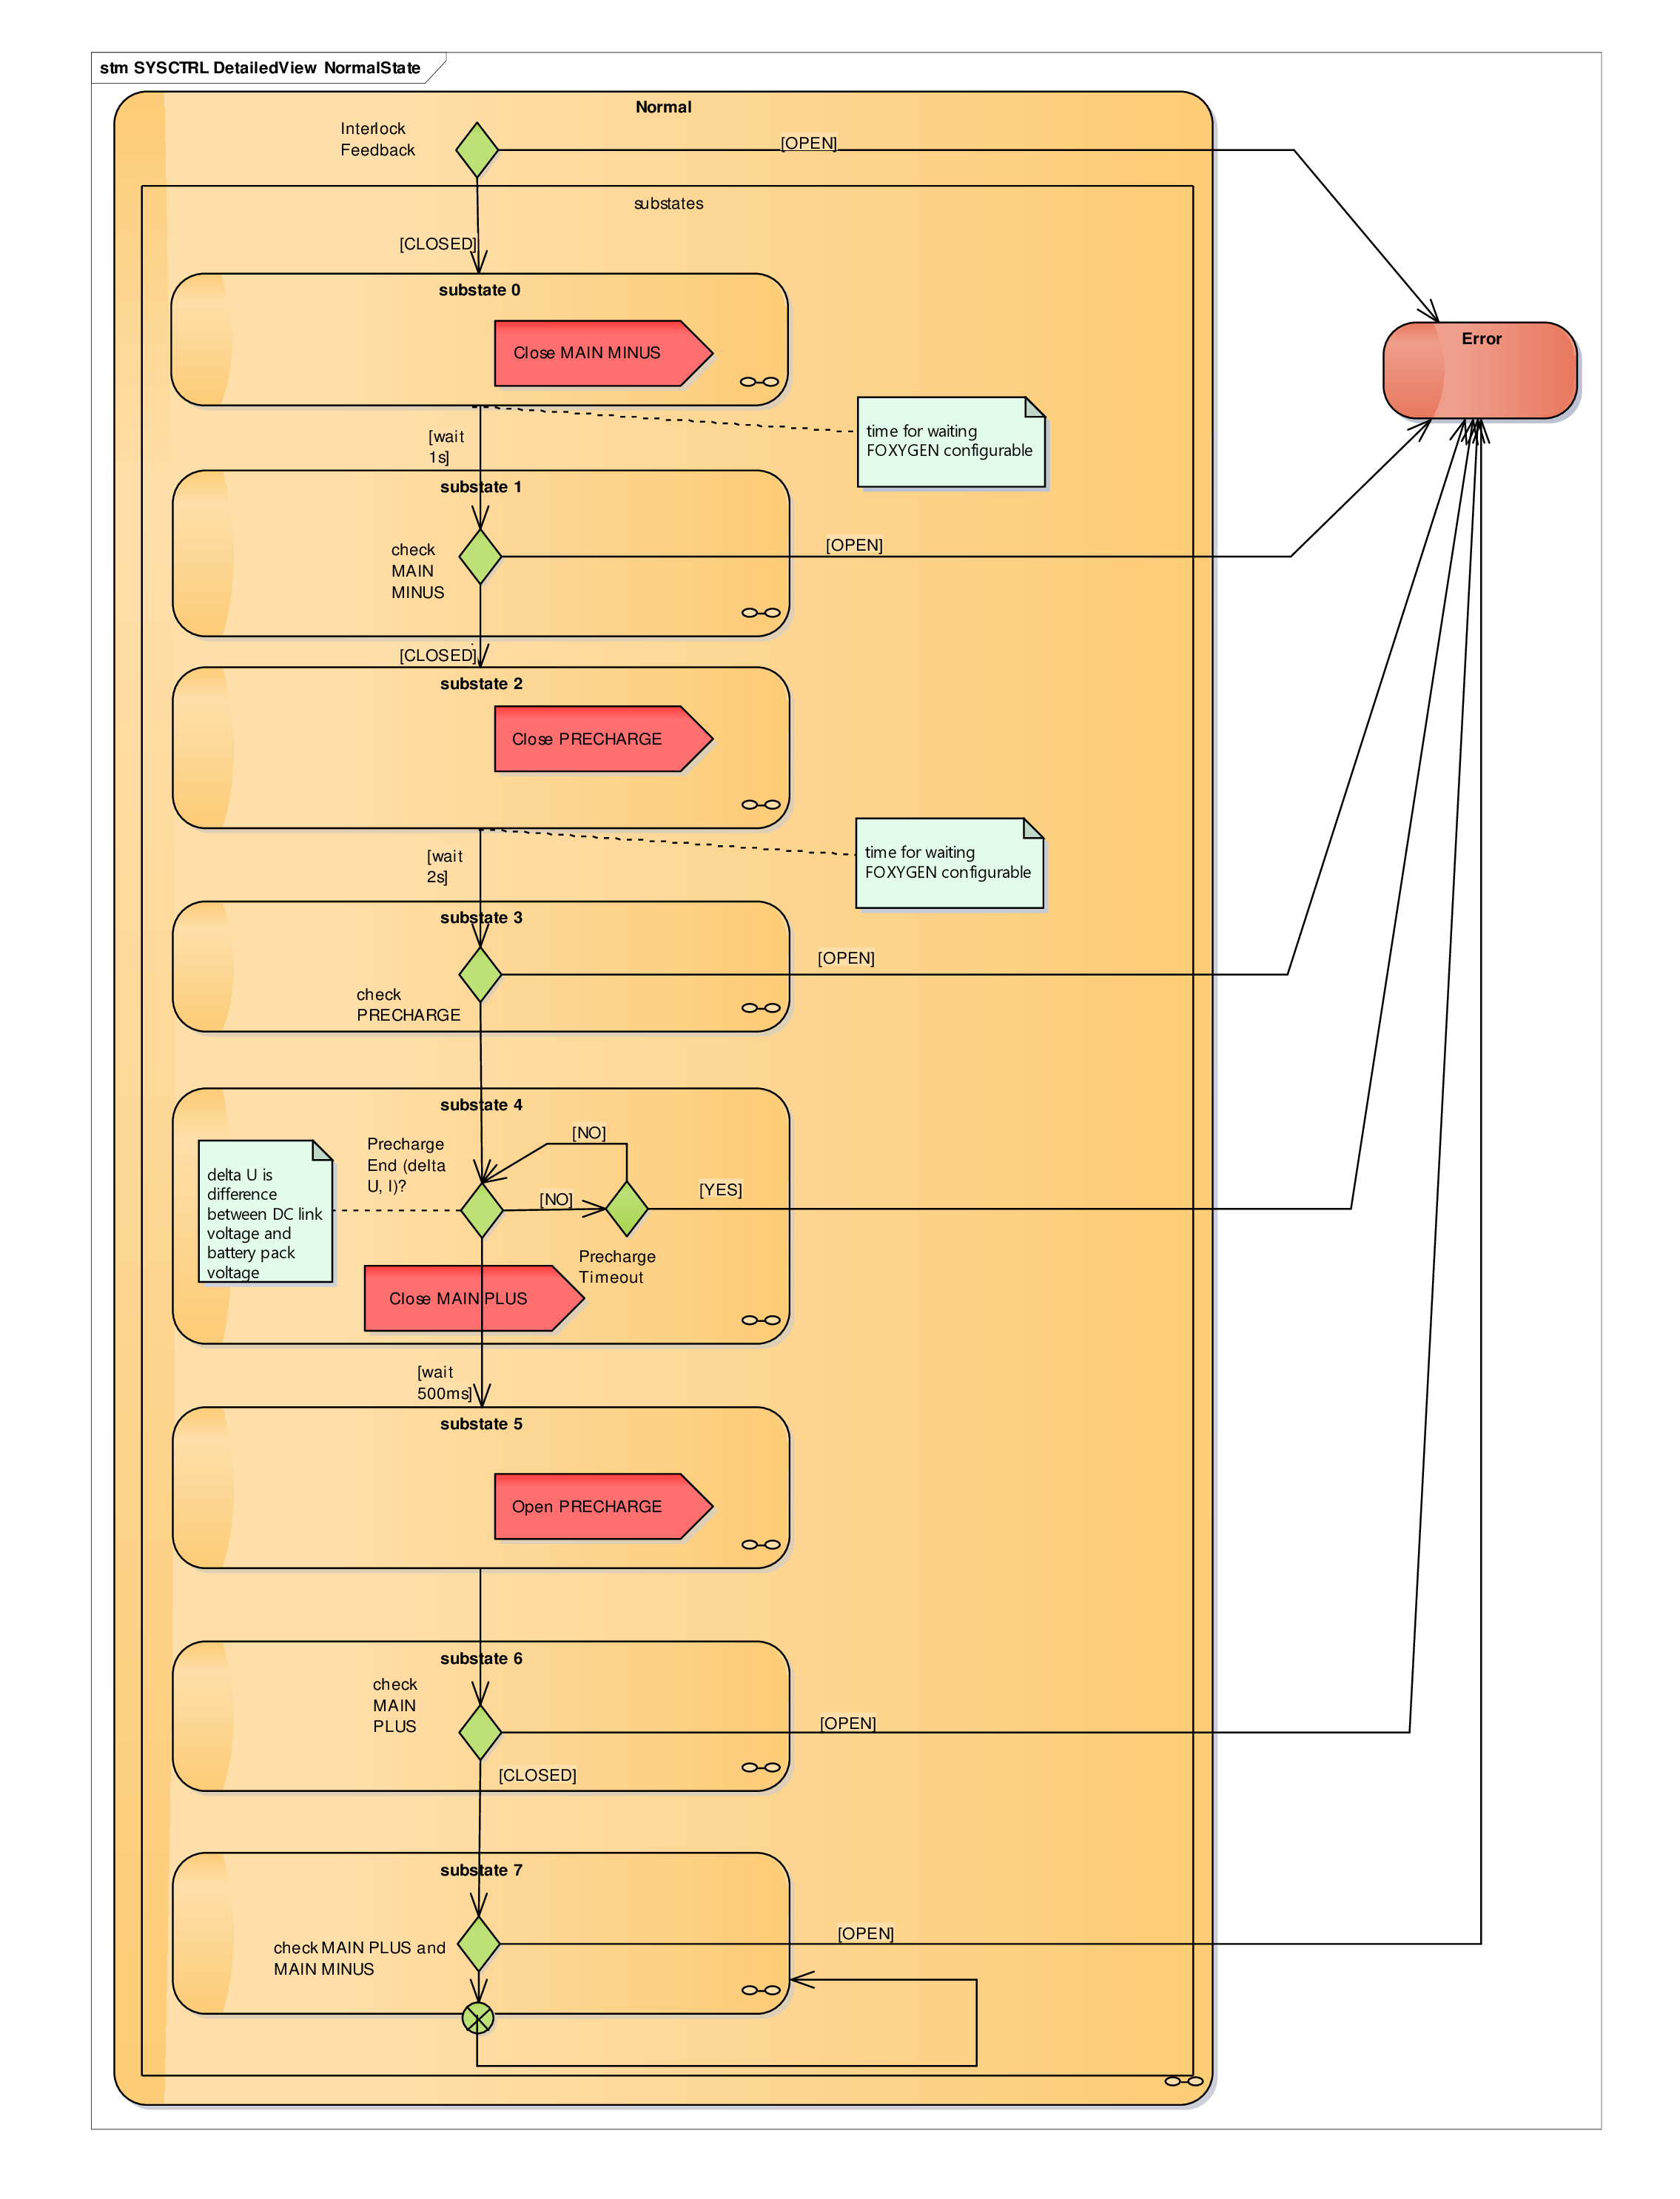 stm SYSCTRL DetailedView NormalState
Normal
Interlock
Feedback
[OPEN]
substates
[CLOSED]
substate 0
Close MAIN MINUS
Error
time for waiting
FOXYGEN configurable
[wait
1s]
substate 1
check
MAIN
MINUS
[OPEN]
[CLOSED]
substate 2
Close PRECHARGE
time for waiting
FOXYGEN configurable
[wait
2s]
substate 3
[OPEN]
check
PRECHARGE
substate 4
Precharge
End (delta
U, I)?
[NO]
[NO]
[YES]
delta U is
difference
between DC link
voltage and
battery pack
voltage
Precharge
Timeout
Close MAIN PLUS
[wait
500ms]
substate 5
Open PRECHARGE
substate 6
check
MAIN
PLUS
[OPEN]
[CLOSED]
substate 7
[OPEN]
check MAIN PLUS and
MAIN MINUS